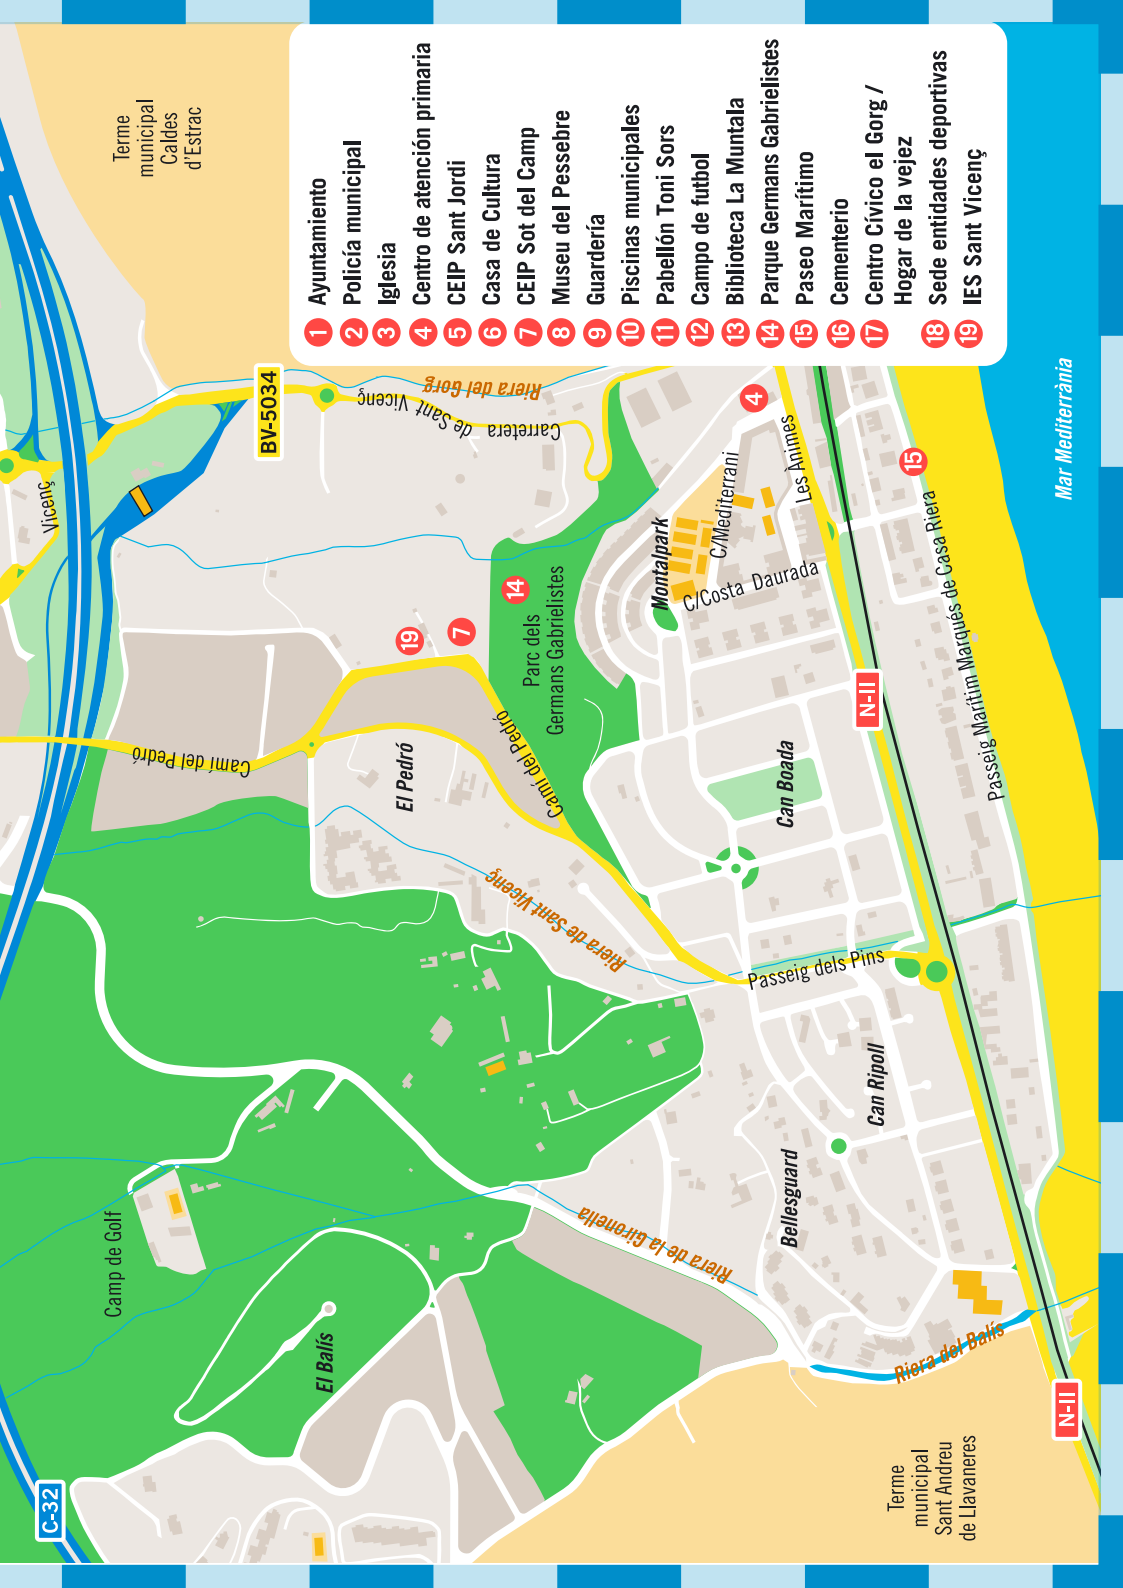 1 Ayuntamiento
2 Policía municipal
3 Iglesia
4 Centro de atención primaria
5 CEIP Sant Jordi
6 Casa de Cultura
7 CEIP Sot del Camp
8 Museu del Pessebre
9 Guardería
10 Piscinas municipales
11 Pabellón Toni Sors
12 Campo de futbol
13 Biblioteca La Muntala
14 Parque Germans Gabrielistes
15 Paseo Marítimo
16 Cementerio
17 Centro Cívico el Gorg /
Hogar de la vejez
18 Sede entidades deportivas
19 IES Sant Vicenç
Terme
municipal
Caldes
d'Estrac
Mar Mediterrània
BV-5034
Riera del Gorg
Carretera de Sant Vicenç
Vicenç
4
15
Les Ànimes
C/Mediterrani
Montalpark
C/Costa Daurada
14
Parc dels
Germans Gabrielistes
19
7
Passeig Marítim Marqués de Casa Riera
N-II
Camí del Pedró
Camí del Pedró
El Pedró
Can Boada
Riera de Sant Vicenç
Passeig dels Pins
Can Ripoll
Bellesguard
Riera de la Gironella
Camp de Golf
El Balís
Riera del Balís
N-II
C-32
Terme
municipal
Sant Andreu
de Llavaneres